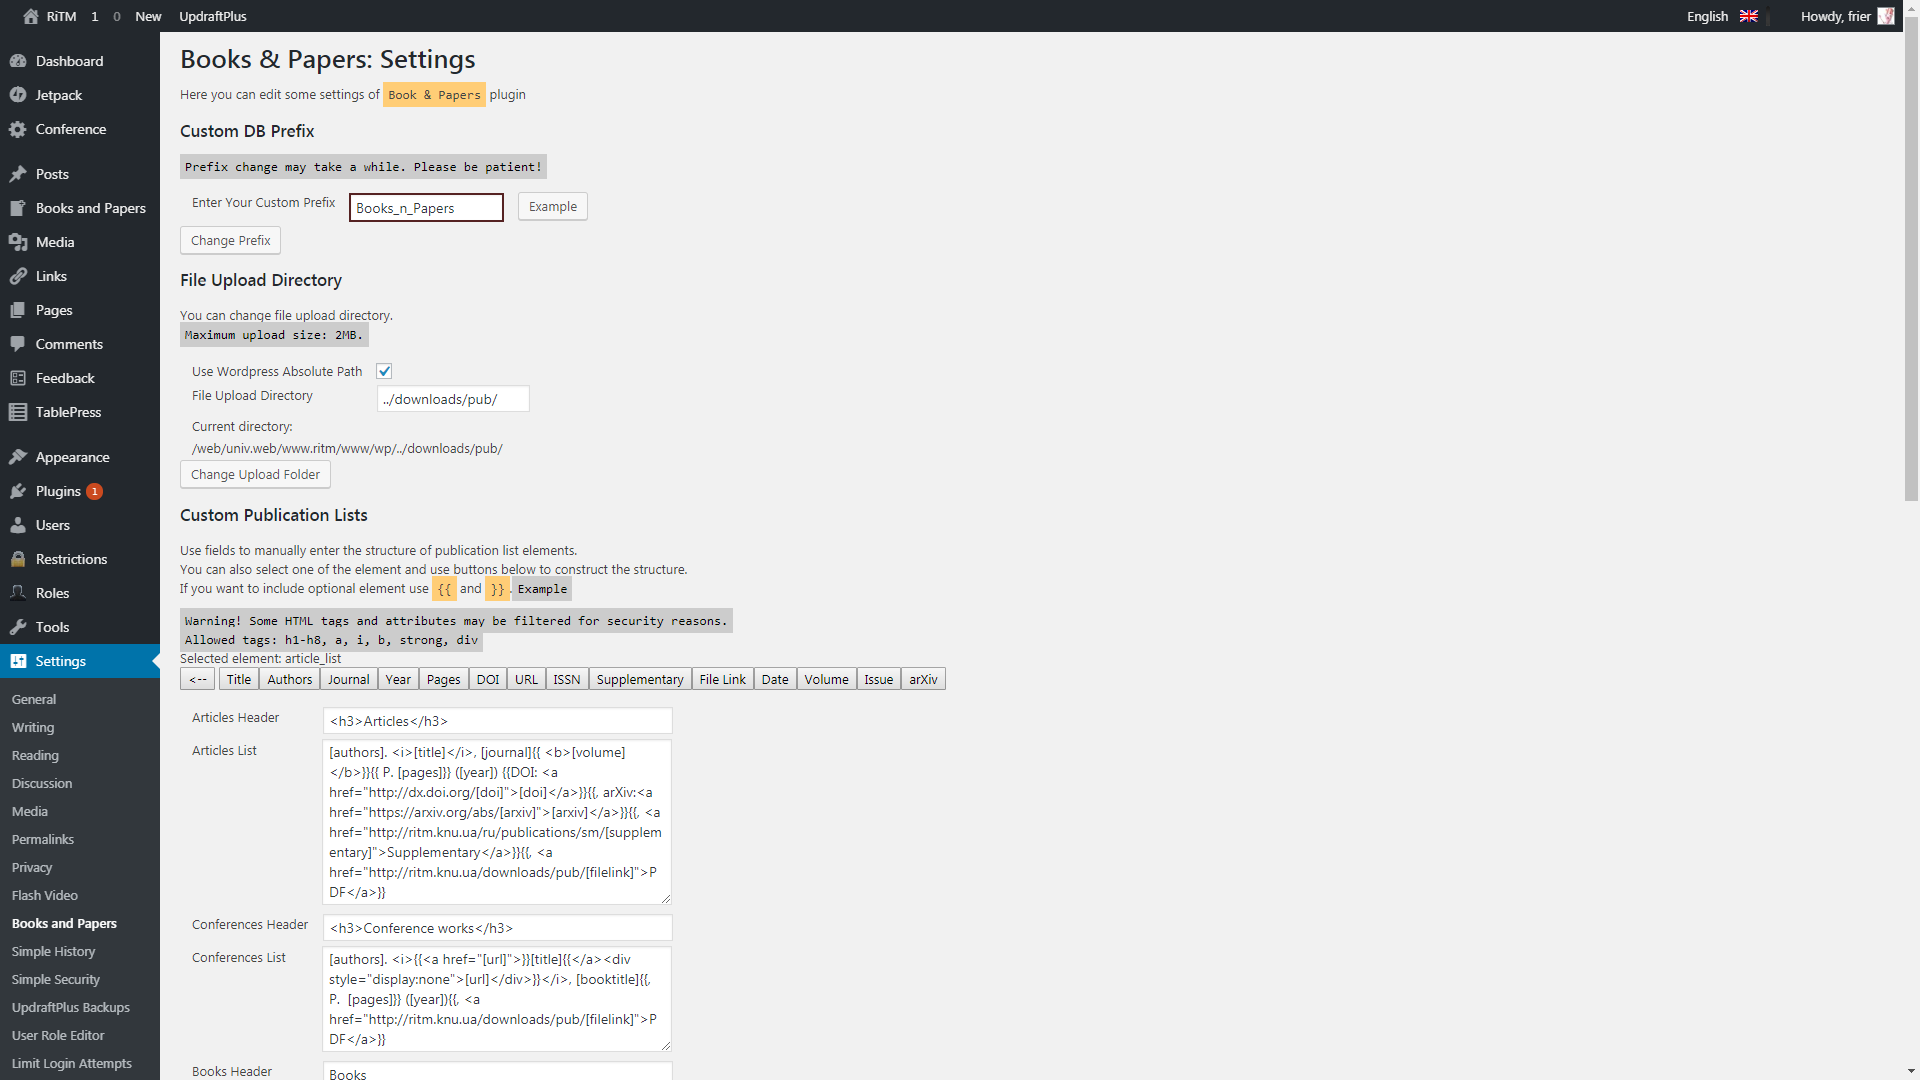 RiTM 1 0 New UpdraftPlus English Howdy, frier
Dashboard
Jetpack
Conference
Posts
Books and Papers
Media
Links
Pages
Comments
Feedback
TablePress
Appearance
Plugins 1
Users
Restrictions
Roles
Tools
Settings
General
Writing
Reading
Discussion
Media
Permalinks
Privacy
Flash Video
Books and Papers
Simple History
Simple Security
UpdraftPlus Backups
User Role Editor
Limit Login Attempts
Books & Papers: Settings
Here you can edit some settings of Book & Papers plugin
Custom DB Prefix
Prefix change may take a while. Please be patient!
Enter Your Custom Prefix Books_n_Papers Example
Change Prefix
File Upload Directory
You can change file upload directory.
Maximum upload size: 2MB.
Use Wordpress Absolute Path
File Upload Directory ../downloads/pub/
Current directory:
/web/univ.web/www.ritm/www/wp/../downloads/pub/
Change Upload Folder
Custom Publication Lists
Use fields to manually enter the structure of publication list elements.
You can also select one of the element and use buttons below to construct the structure.
If you want to include optional element use {{ and }}. Example
Warning! Some HTML tags and attributes may be filtered for security reasons.
Allowed tags: h1-h8, a, i, b, strong, div
Selected element: article_list
<-- Title Authors Journal Year Pages DOI URL ISSN Supplementary File Link Date Volume Issue arXiv
Articles Header <h3>Articles</h3>
Articles List [authors]. <i>[title]</i>, [journal]{{ <b>[volume]
</b>}}{{ P. [pages]}} ([year]) {{DOI: <a
href="http://dx.doi.org/[doi]">[doi]</a>}}{{, arXiv:<a
href="https://arxiv.org/abs/[arxiv]">[arxiv]</a>}}{{, <a
href="http://ritm.knu.ua/ru/publications/sm/[supplem
entary]">Supplementary</a>}}{{, <a
href="http://ritm.knu.ua/downloads/pub/[filelink]">P
DF</a>}}
Conferences Header <h3>Conference works</h3>
Conferences List [authors]. <i>{{<a href="[url]">}}[title]{{</a><div
style="display:none">[url]</div>}}</i>, [booktitle]{{,
P. [pages]}} ([year]){{, <a
href="http://ritm.knu.ua/downloads/pub/[filelink]">P
DF</a>}}
Books Header Books